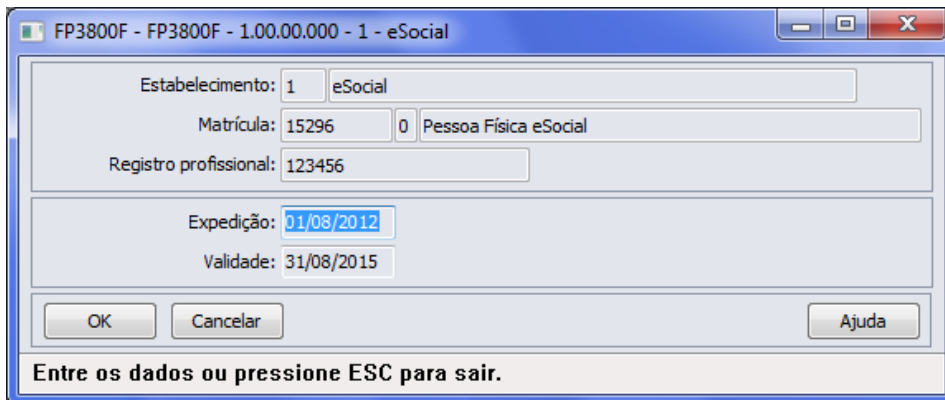 FP3800F - FP3800F - 1.00.00.000 - 1 - eSocial
Estabelecimento: 1 eSocial
Matrícula: 15296 0 Pessoa Física eSocial
Registro profissional: 123456
Expedição: 01/08/2012
Validade: 31/08/2015
OK Cancelar Ajuda
Entre os dados ou pressione ESC para sair.